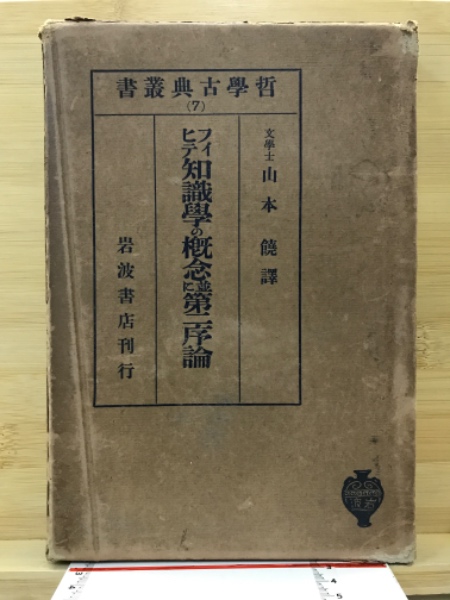 哲學古典叢書
(7)
文學士 山本饒譯
フィヒテ 知識學の概念並に第二序論
岩波書店刊行